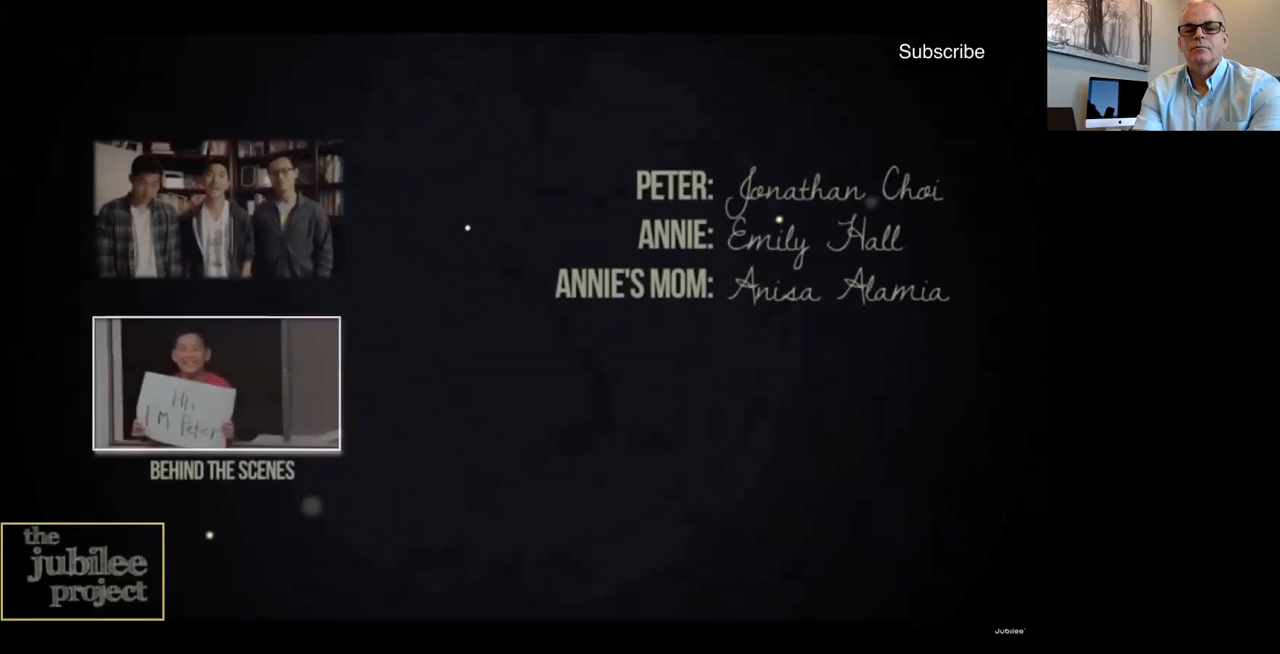 Subscribe
PETER: Jonathan Choi
ANNIE: Emily Hall
ANNIE'S MOM: Anisa Alamia
Hi,
I M Peter
BEHIND THE SCENES
the
jubilee
project
Jubilee